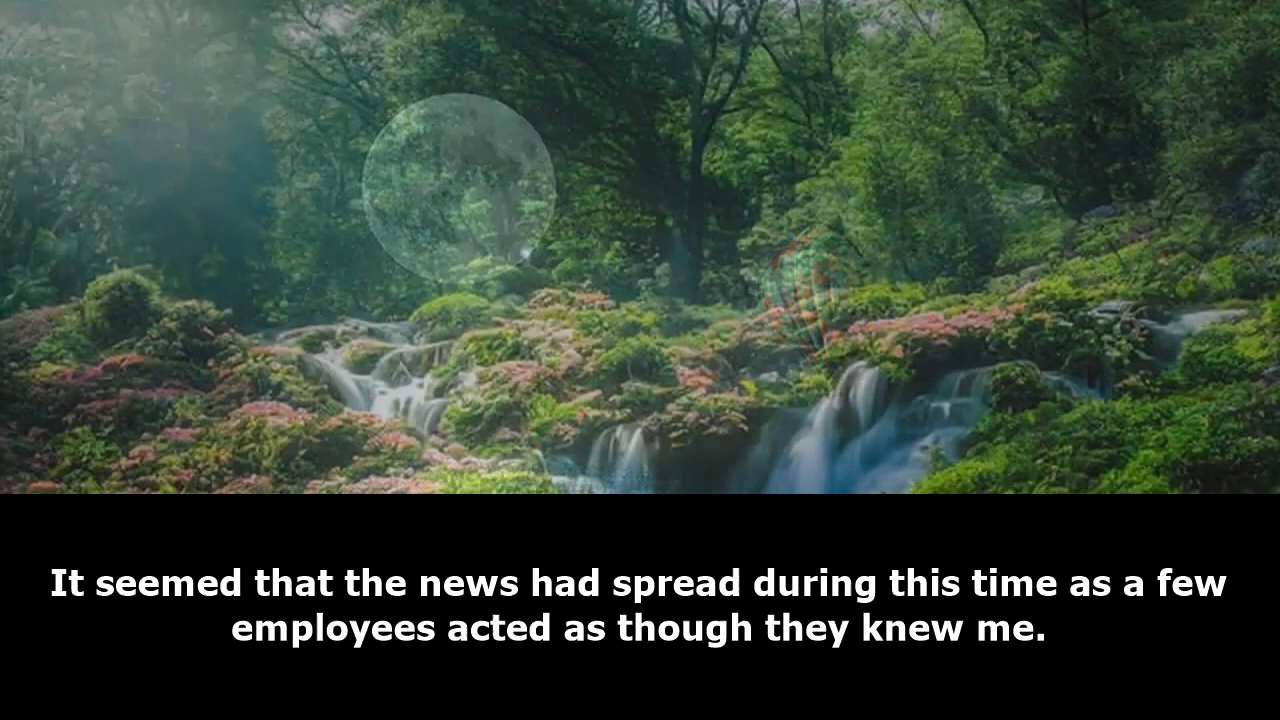 It seemed that the news had spread during this time as a few
employees acted as though they knew me.